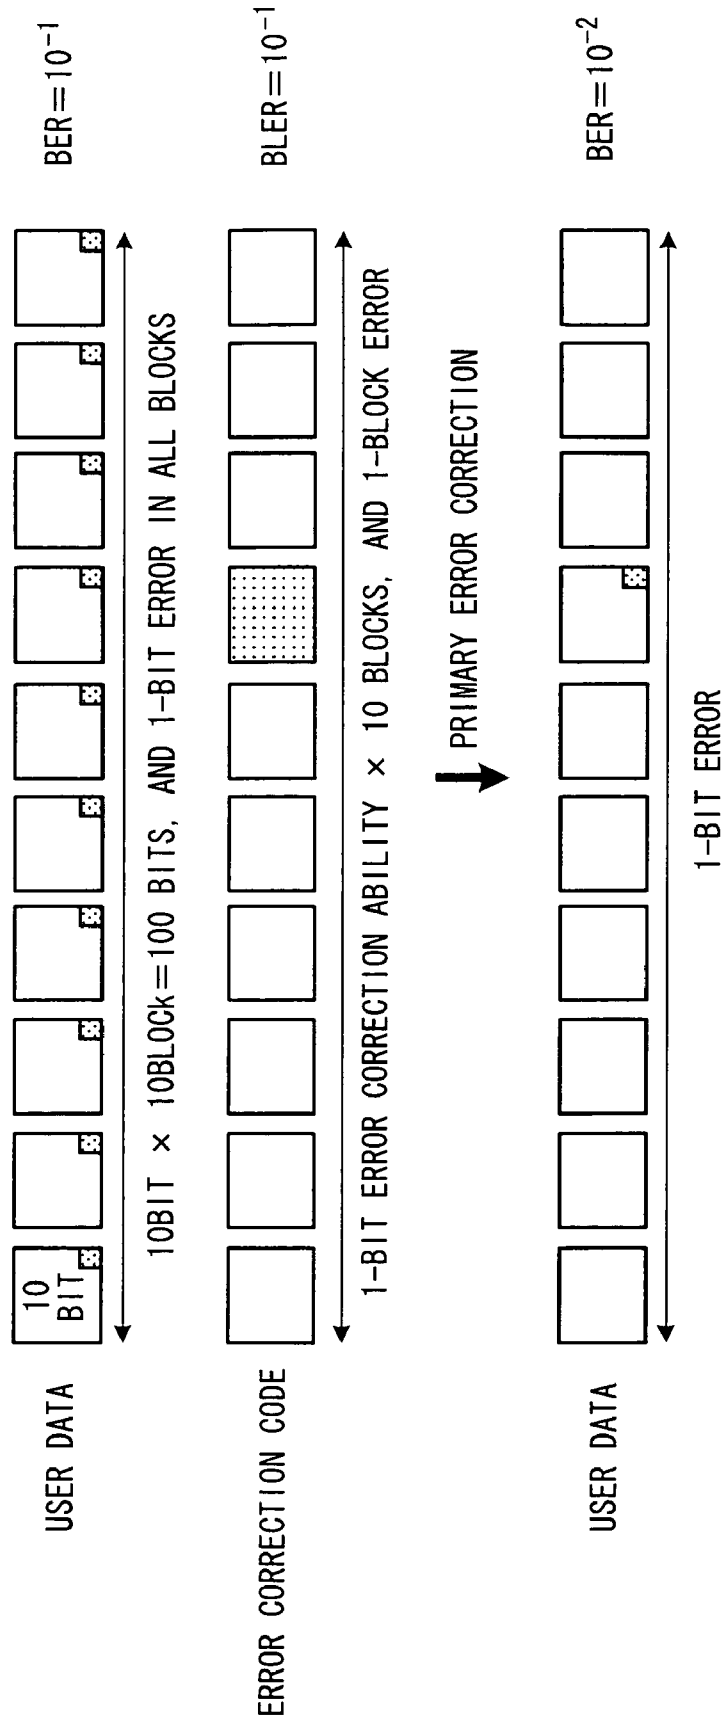 USER DATA
10
BIT
BER=10⁻¹
10BIT × 10BLOCK=100 BITS, AND 1-BIT ERROR IN ALL BLOCKS
ERROR CORRECTION CODE
BLER=10⁻¹
1-BIT ERROR CORRECTION ABILITY × 10 BLOCKS, AND 1-BLOCK ERROR
PRIMARY ERROR CORRECTION
USER DATA
BER=10⁻²
1-BIT ERROR